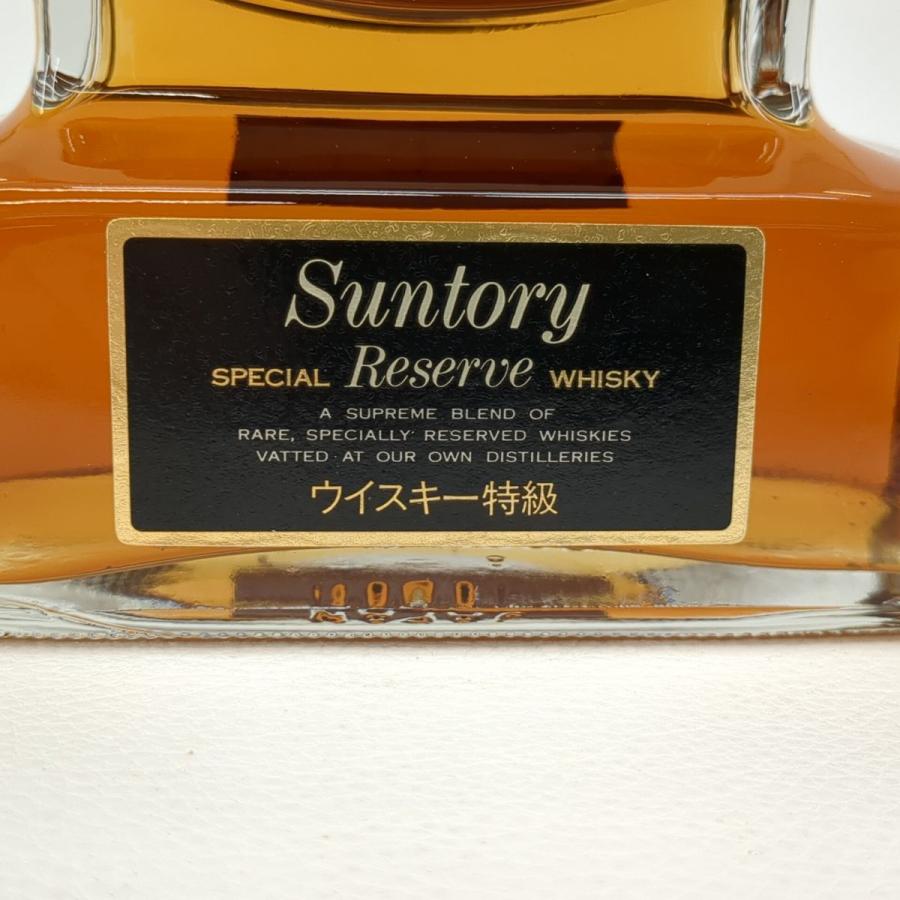 Suntory
SPECIAL Reserve WHISKY
A SUPREME BLEND OF
RARE, SPECIALLY RESERVED WHISKIES
VATTED AT OUR OWN DISTILLERIES
ウイスキー特級